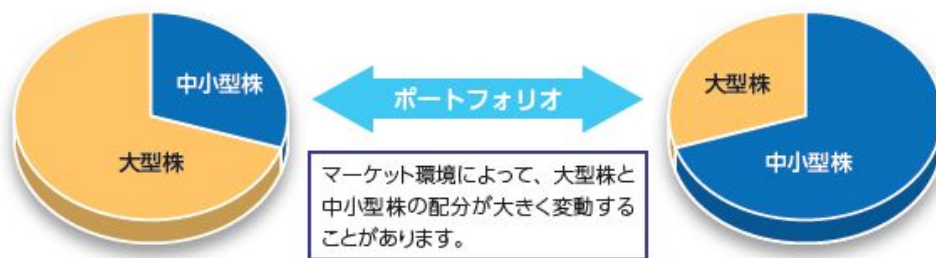 中小型株
大型株
ポートフォリオ
マーケット環境によって、大型株と
中小型株の配分が大きく変動する
ことがあります。
大型株
中小型株